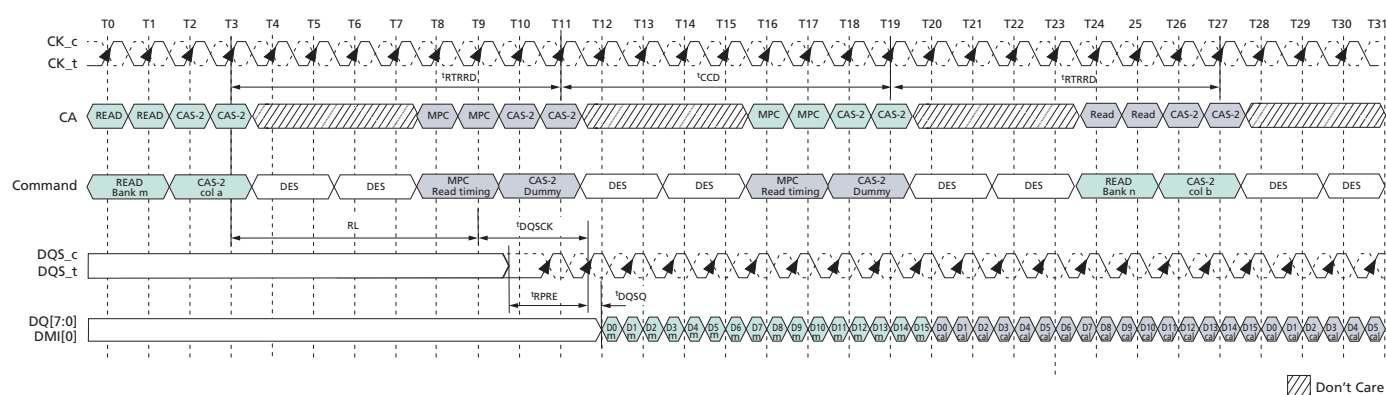 T0 T1 T2 T3 T4 T5 T6 T7 T8 T9 T10 T11 T12 T13 T14 T15 T16 T17 T18 T19 T20 T21 T22 T23 T24 25 T26 T27 T28 T29 T30 T31
CK_c
CK_t
tRTRRD tCCD tRTRRD
CA READ READ CAS-2 CAS-2 MPC MPC CAS-2 CAS-2 MPC MPC CAS-2 CAS-2 Read Read CAS-2 CAS-2
Command READ Bank m CAS-2 col a DES DES MPC Read timing CAS-2 Dummy DES DES MPC Read timing CAS-2 Dummy DES DES READ Bank n CAS-2 col b DES DES
RL tDQSCK
DQS_c
DQS_t
tRPRE tDQSQ
DQ[7:0]
DMI[0]
D0 D1 D2 D3 D4 D5 D6 D7 D8 D9 D10 D11 D12 D13 D14 D15 D0 D1 D2 D3 D4 D5 D6 D7 D8 D9 D10 D11 D12 D13 D14 D15 D0 D1 D2 D3 D4 D5
m m m m m m m m m m m m m m m m cal cal cal cal cal cal cal cal cal cal cal cal cal cal cal cal cal cal cal cal cal cal
Don't Care